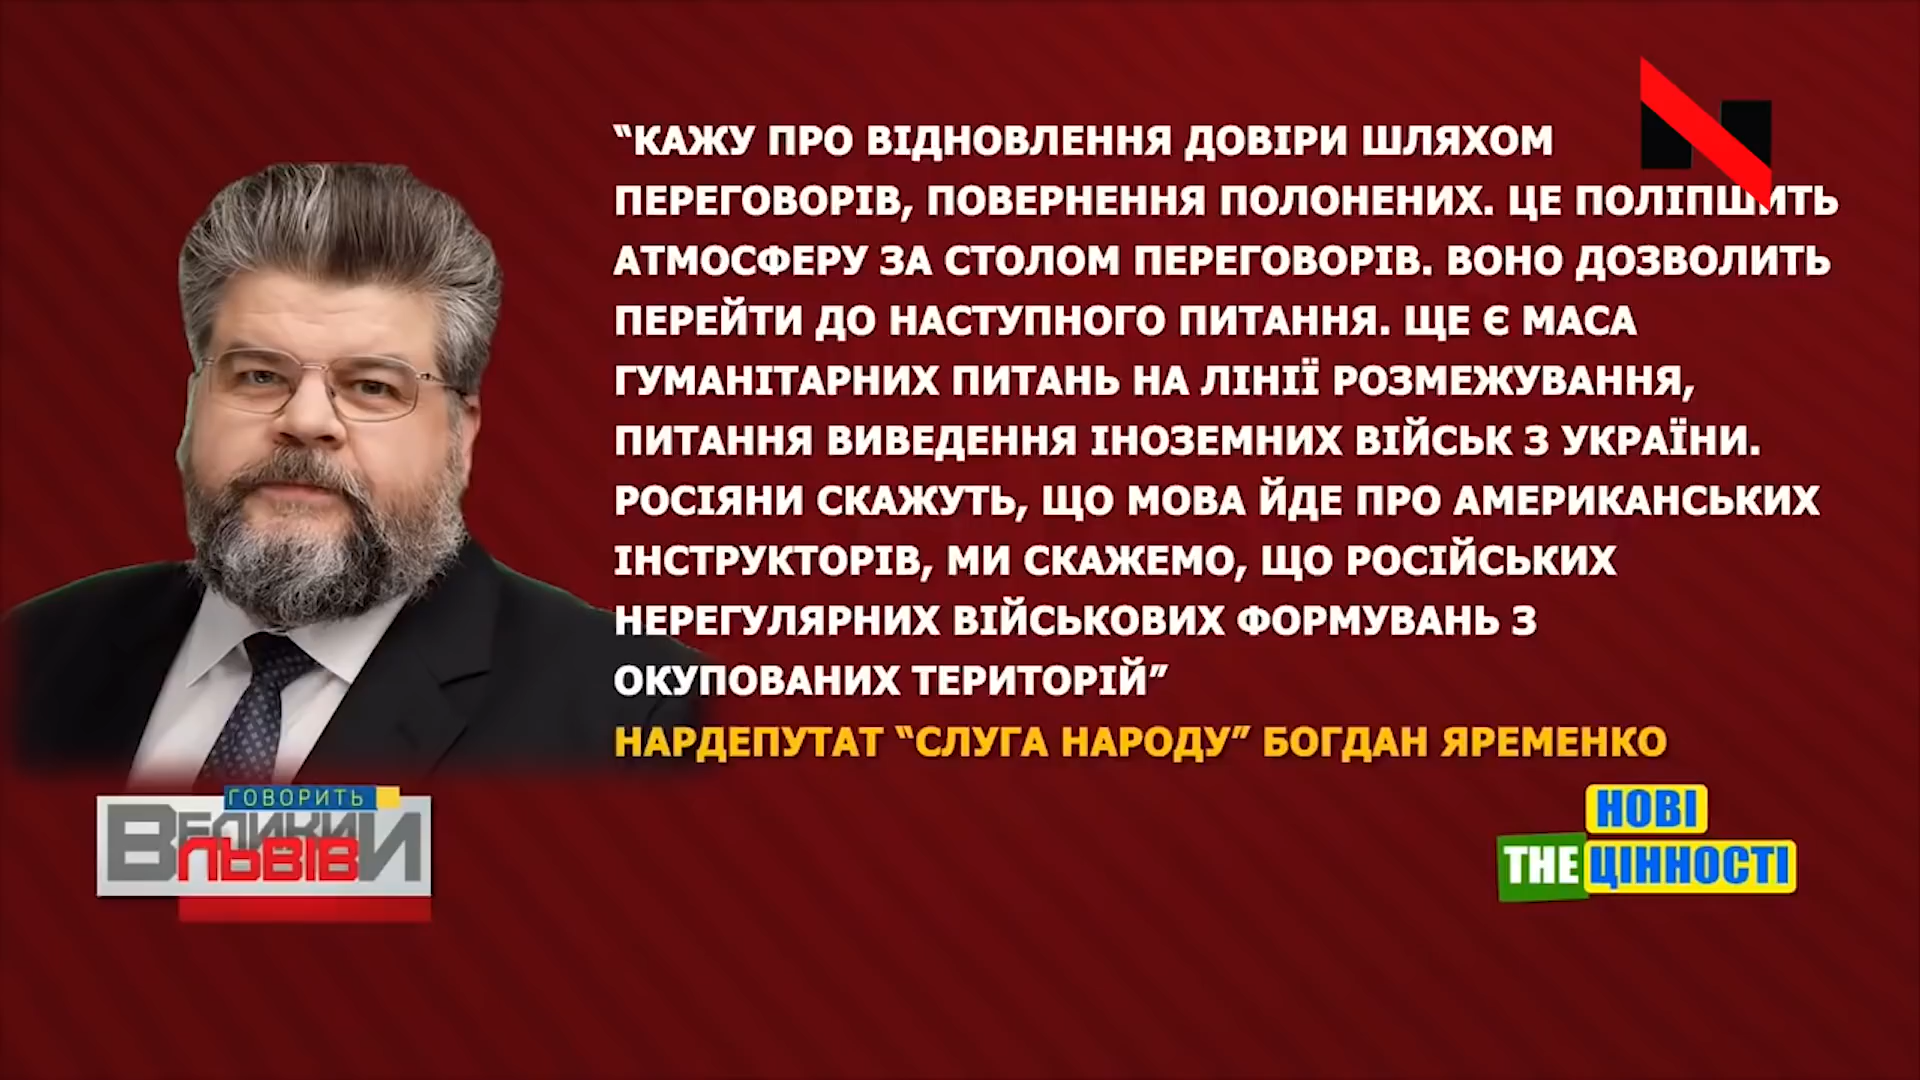 “КАЖУ ПРО ВІДНОВЛЕННЯ ДОВІРИ ШЛЯХОМ
ПЕРЕГОВОРІВ, ПОВЕРНЕННЯ ПОЛОНЕНИХ. ЦЕ ПОЛІПШИТЬ
АТМОСФЕРУ ЗА СТОЛОМ ПЕРЕГОВОРІВ. ВОНО ДОЗВОЛИТЬ
ПЕРЕЙТИ ДО НАСТУПНОГО ПИТАННЯ. ЩЕ Є МАСА
ГУМАНІТАРНИХ ПИТАНЬ НА ЛІНІЇ РОЗМЕЖУВАННЯ,
ПИТАННЯ ВИВЕДЕННЯ ІНОЗЕМНИХ ВІЙСЬК З УКРАЇНИ.
РОСІЯНИ СКАЖУТЬ, ЩО МОВА ЙДЕ ПРО АМЕРИКАНСЬКИХ
ІНСТРУКТОРІВ, МИ СКАЖЕМО, ЩО РОСІЙСЬКИХ
НЕРЕГУЛЯРНИХ ВІЙСЬКОВИХ ФОРМУВАНЬ З
ОКУПОВАНИХ ТЕРИТОРІЙ”
НАРДЕПУТАТ “СЛУГА НАРОДУ” БОГДАН ЯРЕМЕНКО
ГОВОРИТЬ
ВЕЛИКИЙ
ЛЬВІВ
НОВІ
THE ЦІННОСТІ